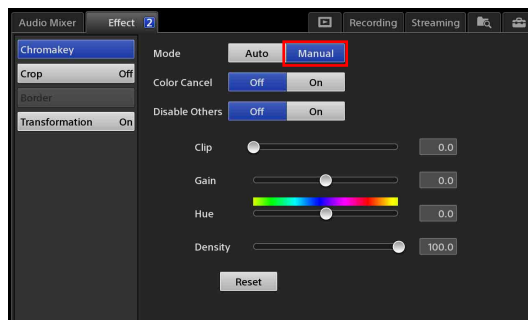 Audio Mixer Effect 2 Recording Streaming
Chromakey
Crop Off
Border
Transformation On
Mode Auto Manual
Color Cancel Off On
Disable Others Off On
Clip 0.0
Gain 0.0
Hue 0.0
Density 100.0
Reset